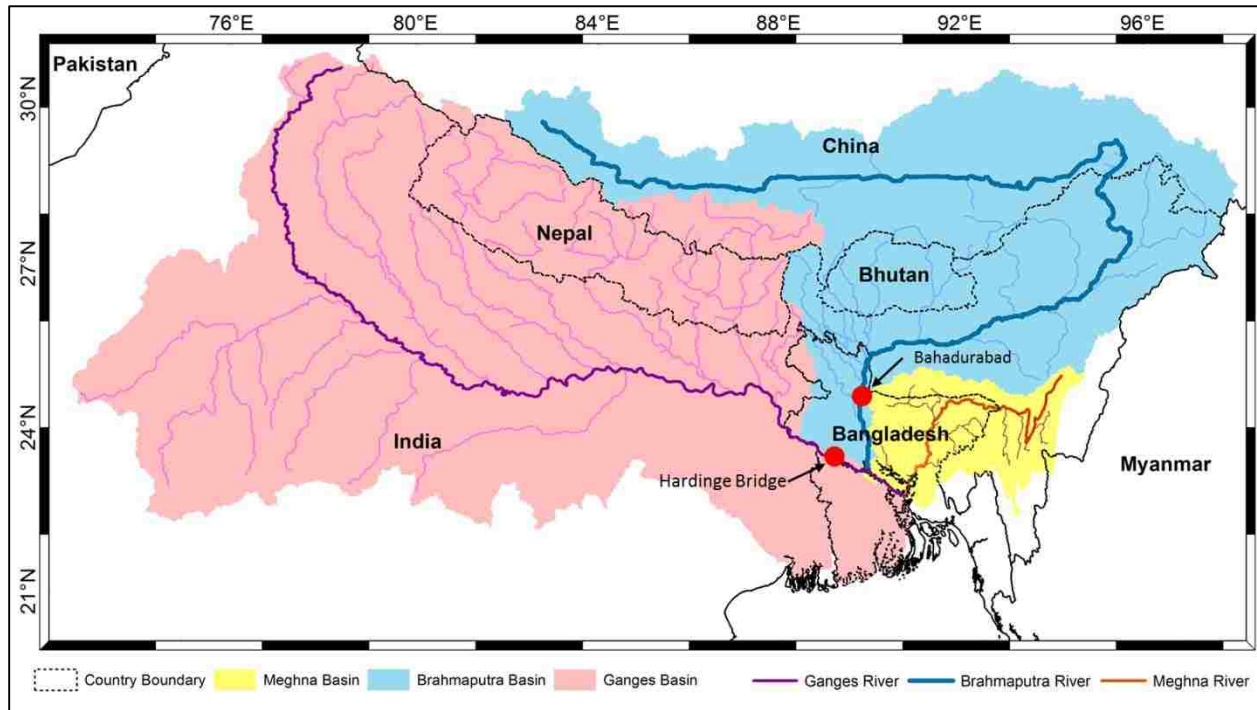 76°E 80°E 84°E 88°E 92°E 96°E
30°N
27°N
24°N
21°N
Pakistan
China
Nepal
Bhutan
Bahadurabad
India
Bangladesh
Myanmar
Hardinge Bridge
Country Boundary Meghna Basin Brahmaputra Basin Ganges Basin Ganges River Brahmaputra River Meghna River